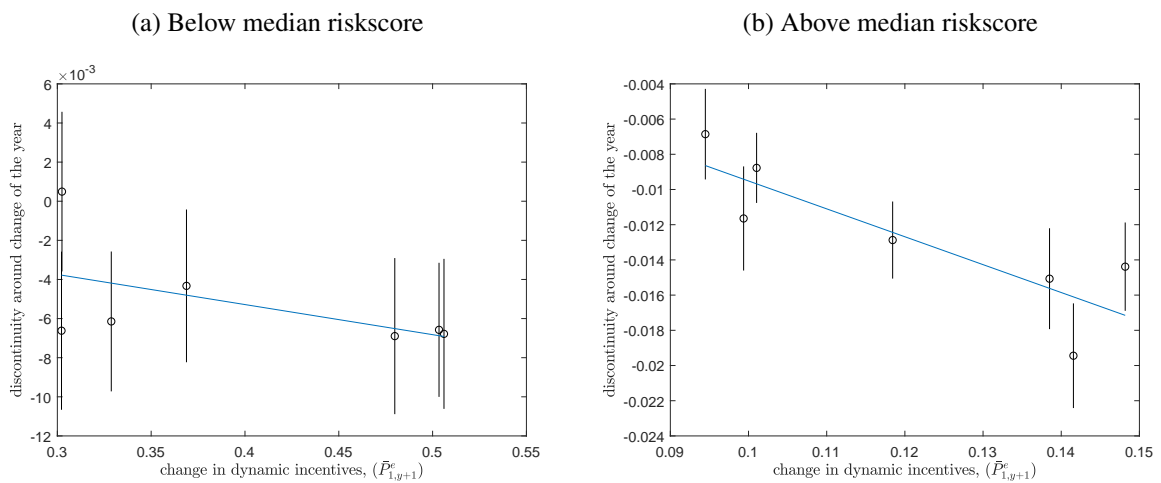 (a) Below median riskscore
×10⁻³
6
4
2
0
-2
-4
-6
-8
-10
-12
0.3 0.35 0.4 0.45 0.5 0.55
discontinuity around change of the year
change in dynamic incentives, (P̄ᵉ₁,ᵧ₊₁)
(b) Above median riskscore
-0.004
-0.006
-0.008
-0.01
-0.012
-0.014
-0.016
-0.018
-0.02
-0.022
-0.024
0.09 0.1 0.11 0.12 0.13 0.14 0.15
discontinuity around change of the year
change in dynamic incentives, (P̄ᵉ₁,ᵧ₊₁)